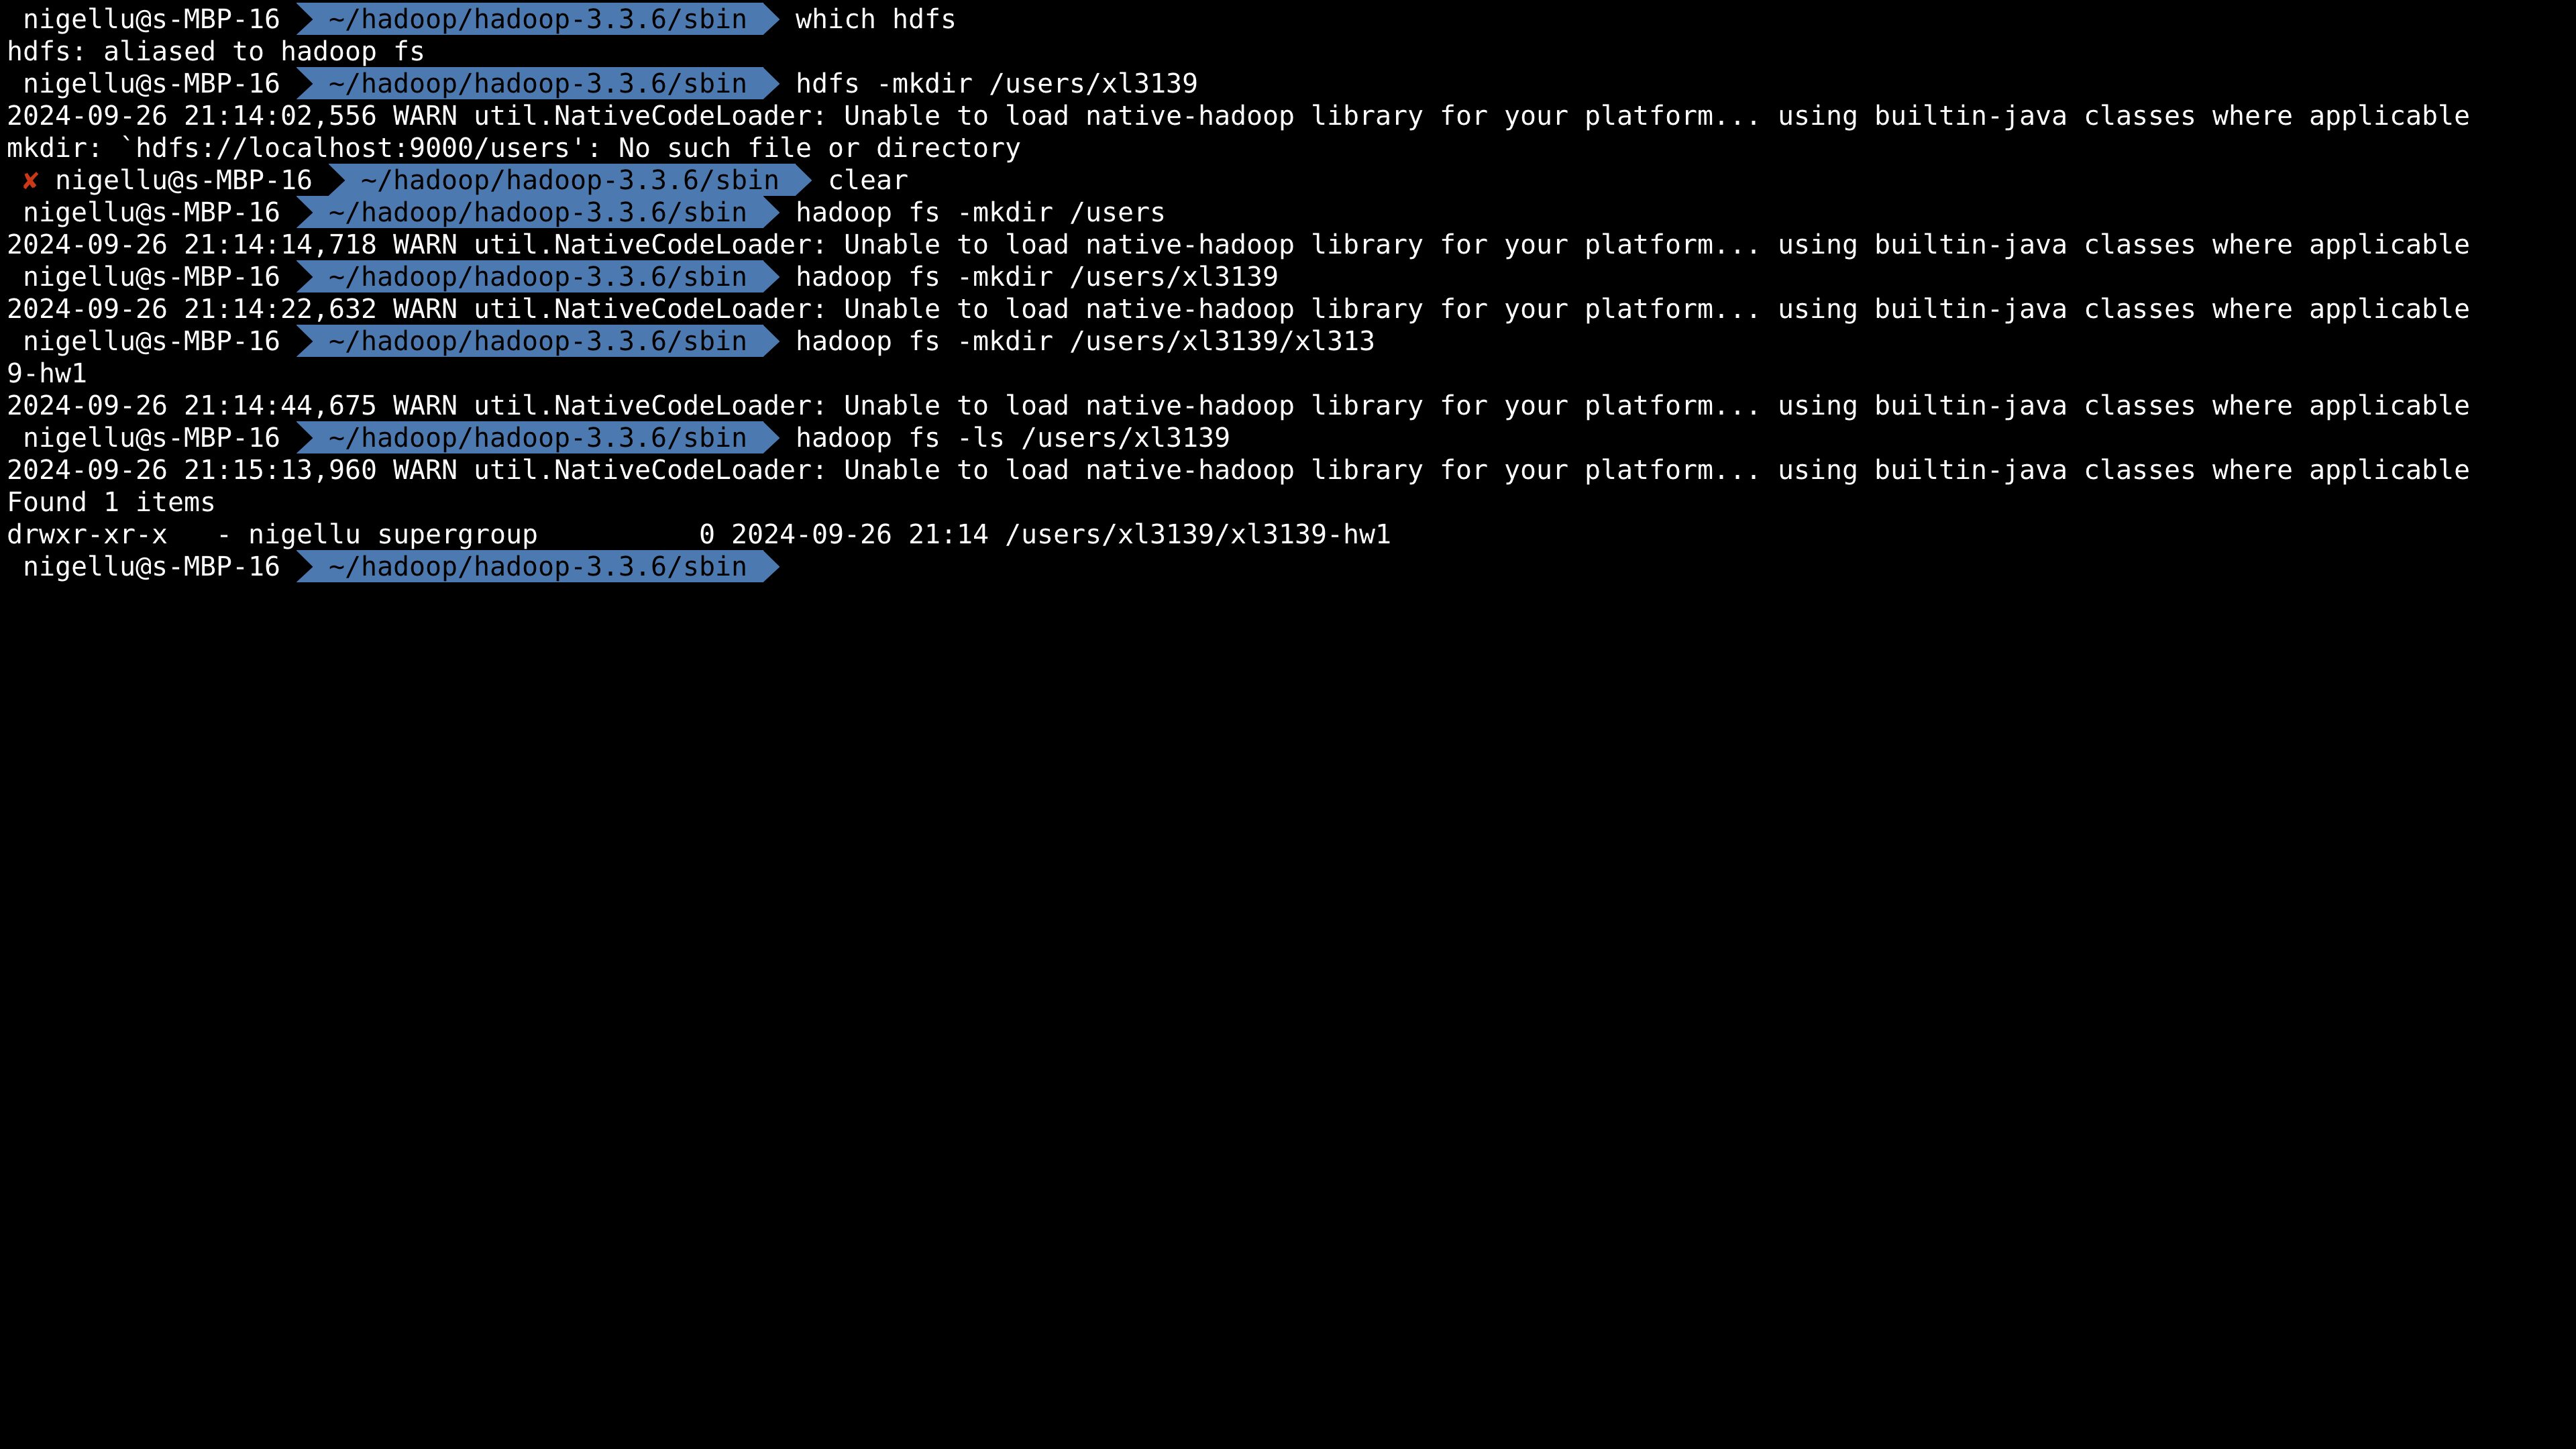 nigellu@s-MBP-16 ~/hadoop/hadoop-3.3.6/sbin which hdfs
hdfs: aliased to hadoop fs
nigellu@s-MBP-16 ~/hadoop/hadoop-3.3.6/sbin hdfs -mkdir /users/xl3139
2024-09-26 21:14:02,556 WARN util.NativeCodeLoader: Unable to load native-hadoop library for your platform... using builtin-java classes where applicable
mkdir: `hdfs://localhost:9000/users': No such file or directory
✘ nigellu@s-MBP-16 ~/hadoop/hadoop-3.3.6/sbin clear
nigellu@s-MBP-16 ~/hadoop/hadoop-3.3.6/sbin hadoop fs -mkdir /users
2024-09-26 21:14:14,718 WARN util.NativeCodeLoader: Unable to load native-hadoop library for your platform... using builtin-java classes where applicable
nigellu@s-MBP-16 ~/hadoop/hadoop-3.3.6/sbin hadoop fs -mkdir /users/xl3139
2024-09-26 21:14:22,632 WARN util.NativeCodeLoader: Unable to load native-hadoop library for your platform... using builtin-java classes where applicable
nigellu@s-MBP-16 ~/hadoop/hadoop-3.3.6/sbin hadoop fs -mkdir /users/xl3139/xl313
9-hw1
2024-09-26 21:14:44,675 WARN util.NativeCodeLoader: Unable to load native-hadoop library for your platform... using builtin-java classes where applicable
nigellu@s-MBP-16 ~/hadoop/hadoop-3.3.6/sbin hadoop fs -ls /users/xl3139
2024-09-26 21:15:13,960 WARN util.NativeCodeLoader: Unable to load native-hadoop library for your platform... using builtin-java classes where applicable
Found 1 items
drwxr-xr-x   - nigellu supergroup          0 2024-09-26 21:14 /users/xl3139/xl3139-hw1
nigellu@s-MBP-16 ~/hadoop/hadoop-3.3.6/sbin